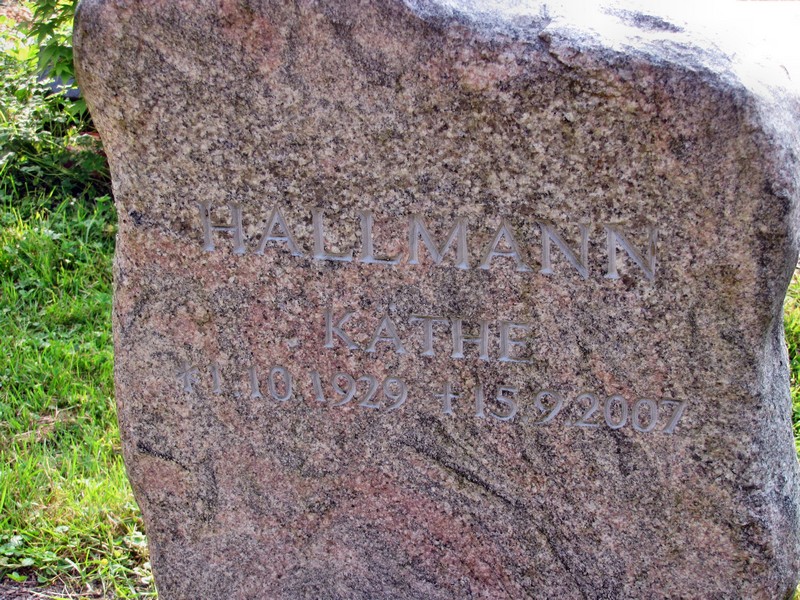 HALLMANN
KÄTHE
* 1 10 1929 + 15 9 2007